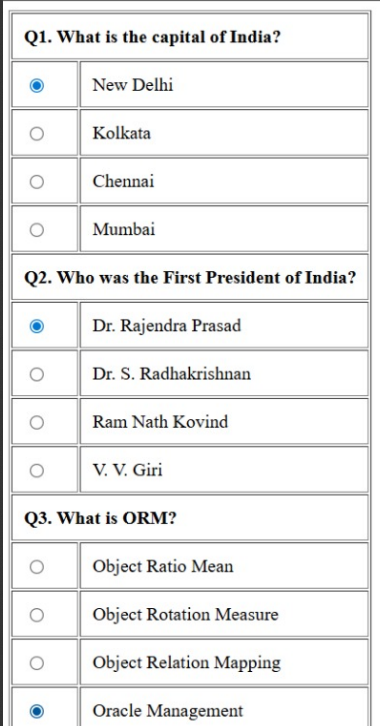 Q1. What is the capital of India?
New Delhi
Kolkata
Chennai
Mumbai
Q2. Who was the First President of India?
Dr. Rajendra Prasad
Dr. S. Radhakrishnan
Ram Nath Kovind
V. V. Giri
Q3. What is ORM?
Object Ratio Mean
Object Rotation Measure
Object Relation Mapping
Oracle Management